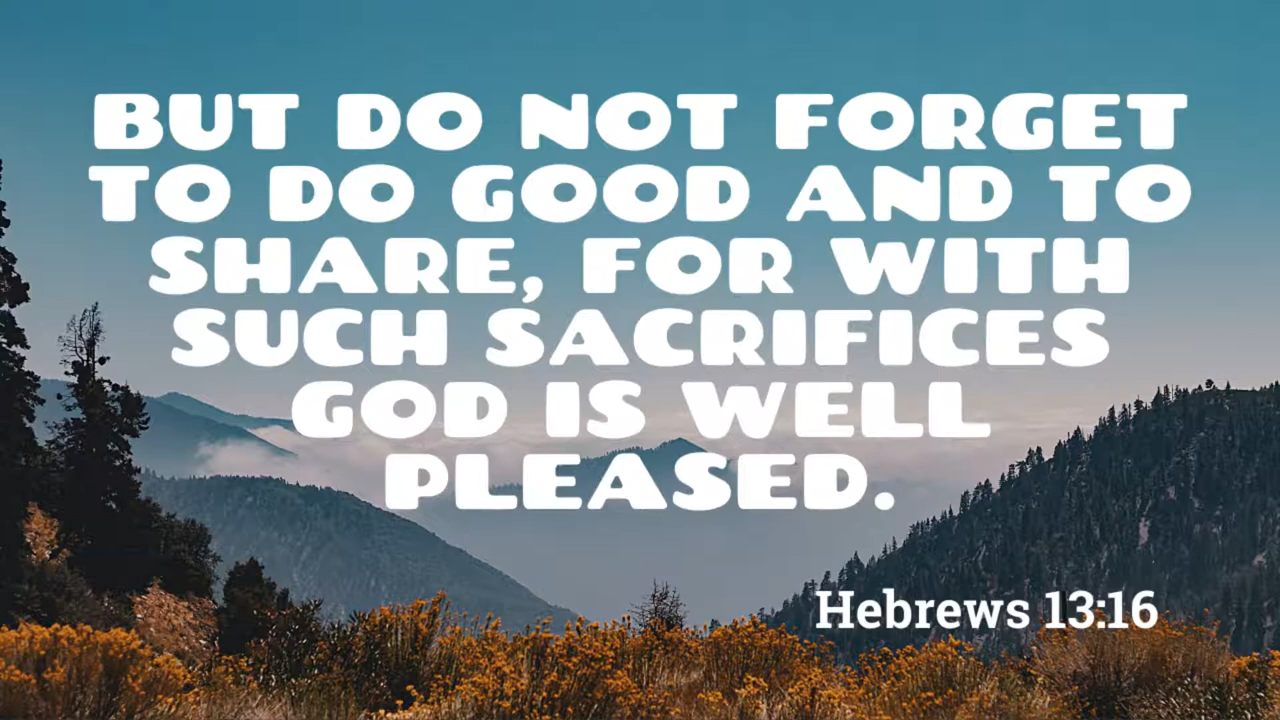 BUT DO NOT FORGET
TO DO GOOD AND TO
SHARE, FOR WITH
SUCH SACRIFICES
GOD IS WELL
PLEASED.
Hebrews 13:16